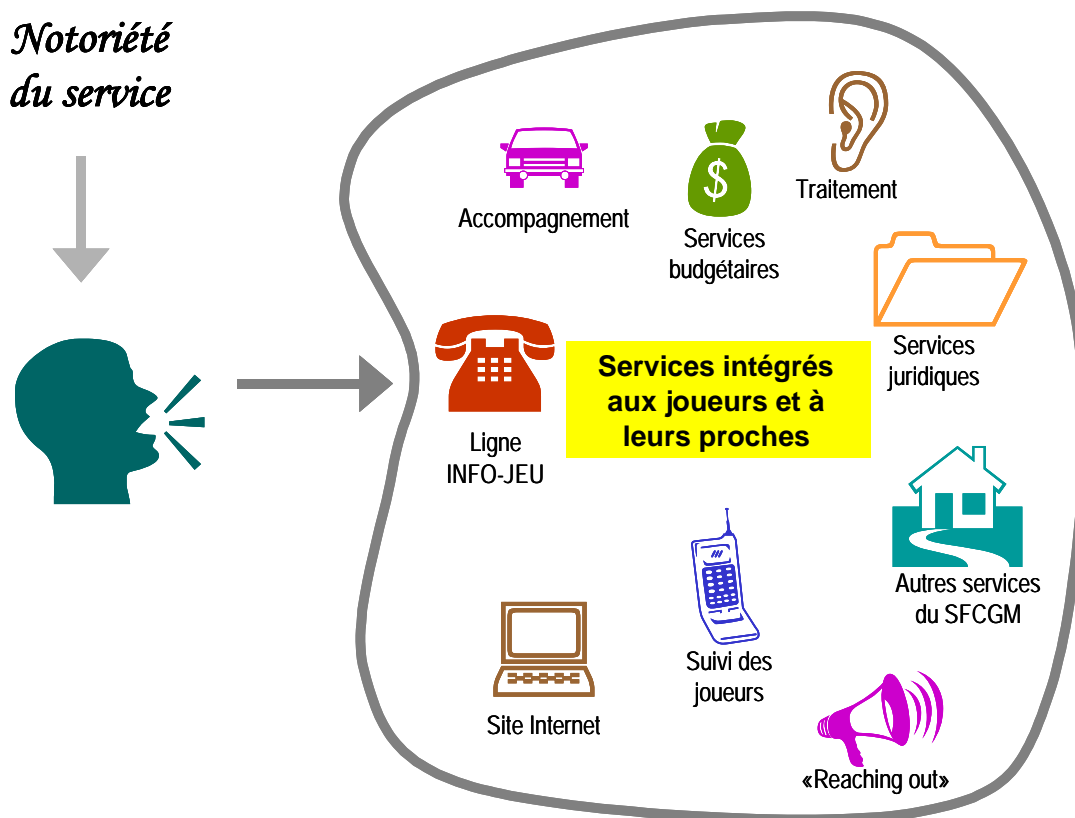 Notoriété
du service
Accompagnement
$
Services
budgétaires
Traitement
Services
juridiques
Ligne
INFO-JEU
Services intégrés
aux joueurs et à
leurs proches
Autres services
du SFCGM
Suivi des
joueurs
Site Internet
«Reaching out»